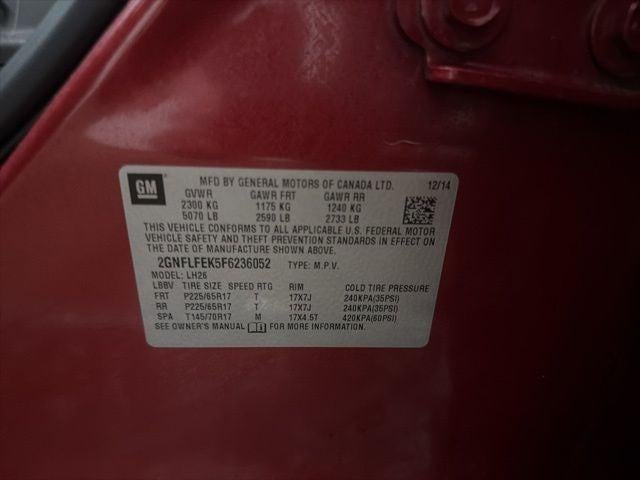 GM
MFD BY GENERAL MOTORS OF CANADA LTD. 12/14
GVWR GAWR FRT GAWR RR
2300 KG 1175 KG 1240 KG
5070 LB 2590 LB 2733 LB
THIS VEHICLE CONFORMS TO ALL APPLICABLE U.S. FEDERAL MOTOR
VEHICLE SAFETY AND THEFT PREVENTION STANDARDS IN EFFECT ON
THE DATE OF MANUFACTURE SHOWN ABOVE.
2GNFLFEK5F6236052 TYPE: M.P.V.
MODEL: LH26
LBBV TIRE SIZE SPEED RTG RIM COLD TIRE PRESSURE
FRT P225/65R17 T 17X7J 240KPA(35PSI)
RR P225/65R17 T 17X7J 240KPA(35PSI)
SPA T145/70R17 M 17X4.5T 420KPA(60PSI)
SEE OWNER'S MANUAL FOR MORE INFORMATION.